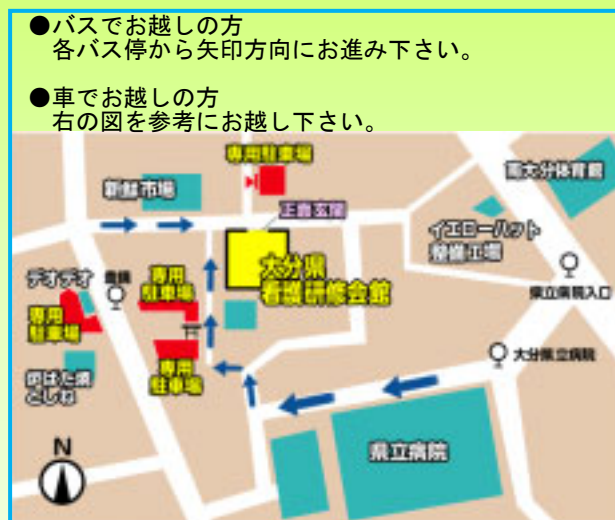 ●バスでお越しの方
各バス停から矢印方向にお進み下さい。
●車でお越しの方
右の図を参考にお越し下さい。
専用駐車場
新鮮市場
南大分体育館
正面玄関
イエローハット
整備工場
大分県
看護研修会館
デオデオ
専用
駐車場
県立病院入口
専用
駐車場
大分県立病院
専用
駐車場
としね
県立病院
N